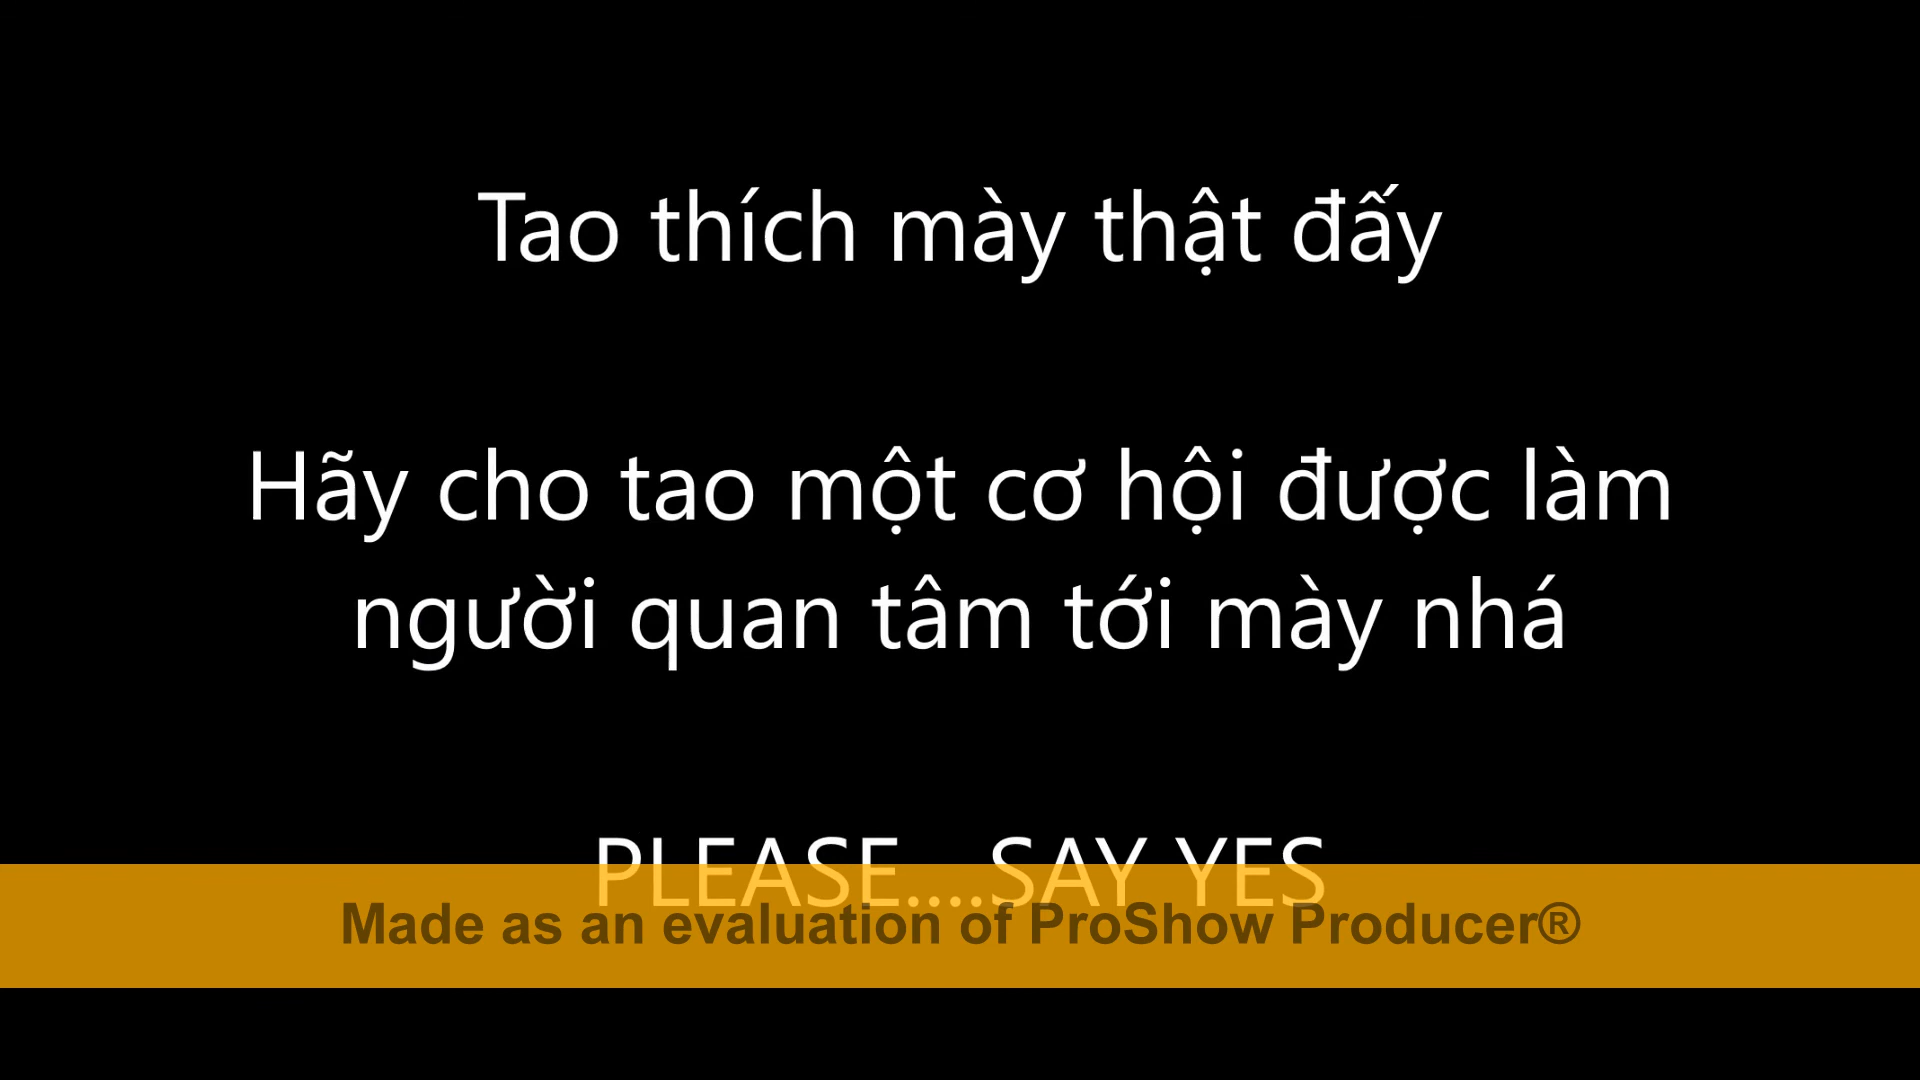 Tao thích mày thật đấy
Hãy cho tao một cơ hội được làm
người quan tâm tới mày nhá
PLEASE....SAY YES
Made as an evaluation of ProShow Producer®